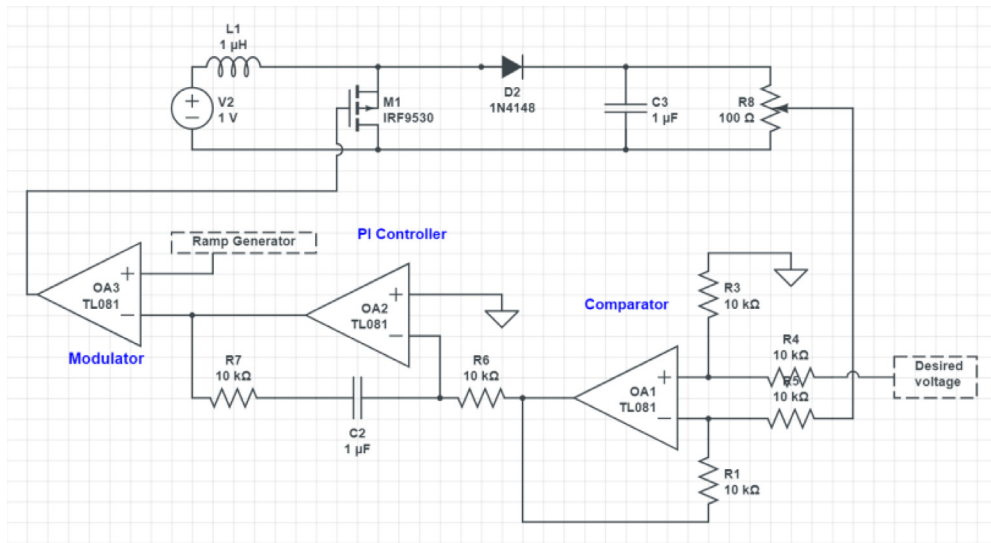 L1
1 μH
V2
1 V
M1
IRF9530
D2
1N4148
C3
1 μF
R8
100 Ω
Ramp Generator
PI Controller
OA3
TL081
+
−
Modulator
OA2
TL081
+
−
R7
10 kΩ
C2
1 μF
R6
10 kΩ
Comparator
R3
10 kΩ
OA1
TL081
+
−
R4
10 kΩ
R5
10 kΩ
Desired
voltage
R1
10 kΩ